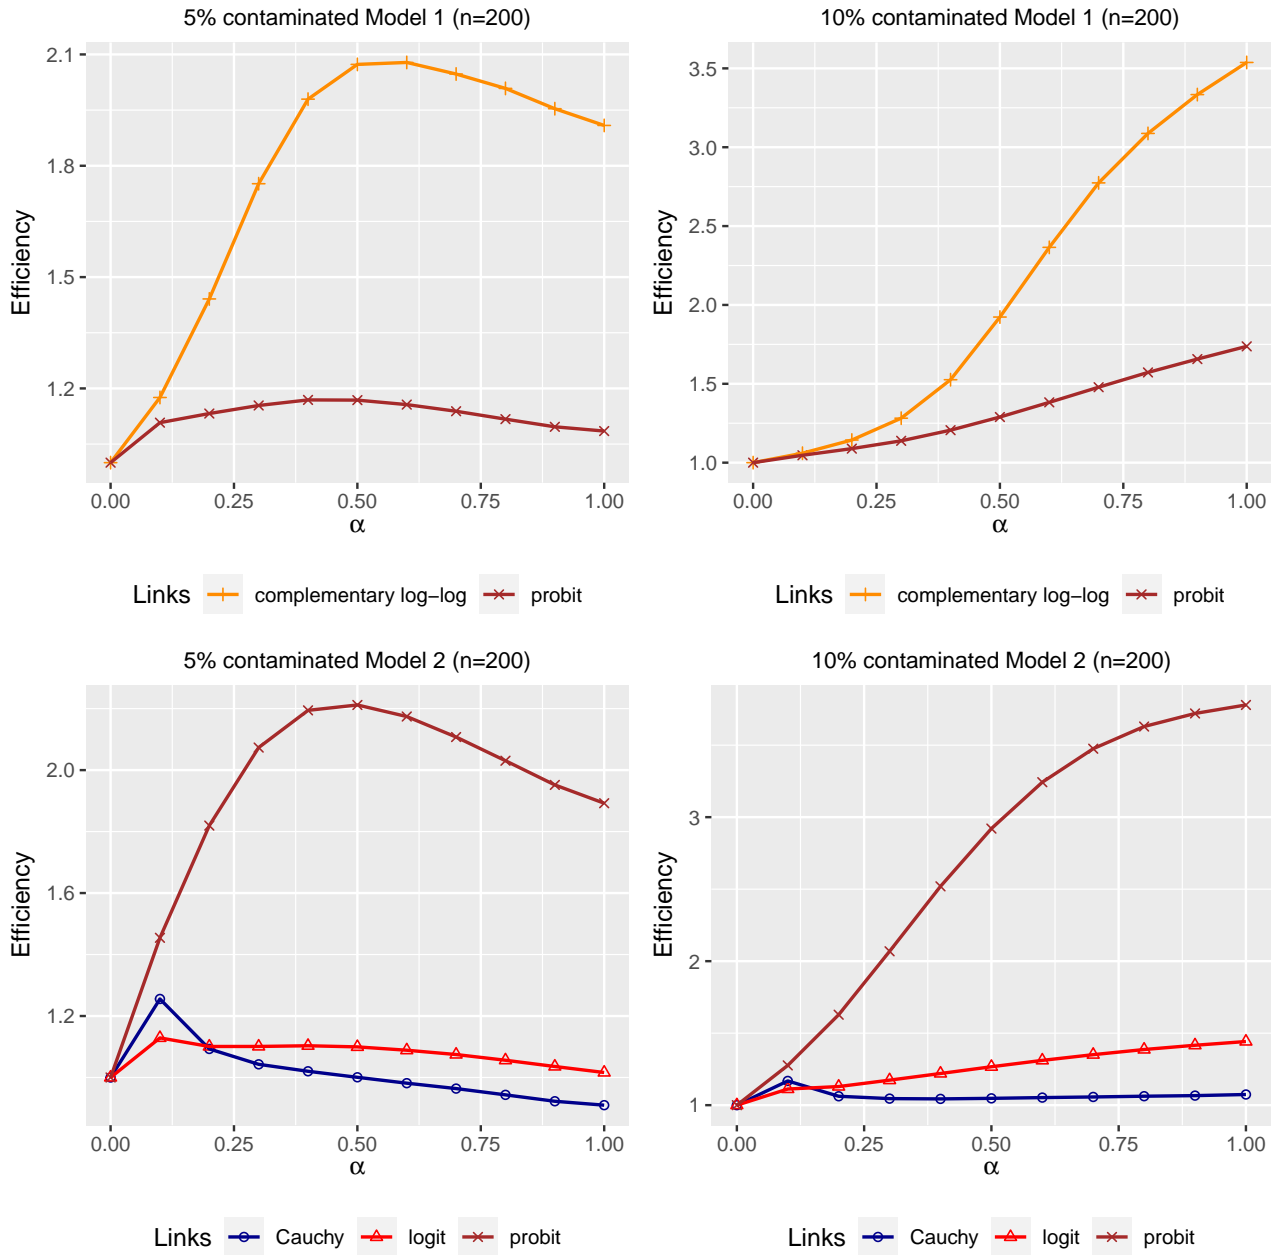 5% contaminated Model 1 (n=200)
Efficiency
2.1
1.8
1.5
1.2
0.00 0.25 0.50 0.75 1.00
α
Links complementary log−log probit
10% contaminated Model 1 (n=200)
Efficiency
3.5
3.0
2.5
2.0
1.5
1.0
0.00 0.25 0.50 0.75 1.00
α
Links complementary log−log probit
5% contaminated Model 2 (n=200)
Efficiency
2.0
1.6
1.2
0.00 0.25 0.50 0.75 1.00
α
Links Cauchy logit probit
10% contaminated Model 2 (n=200)
Efficiency
3
2
1
0.00 0.25 0.50 0.75 1.00
α
Links Cauchy logit probit